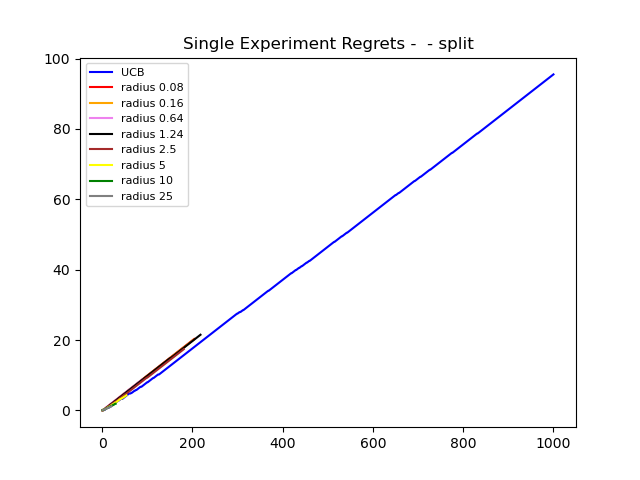 Single Experiment Regrets -  - split
100
80
60
40
20
0
UCB
radius 0.08
radius 0.16
radius 0.64
radius 1.24
radius 2.5
radius 5
radius 10
radius 25
0 200 400 600 800 1000